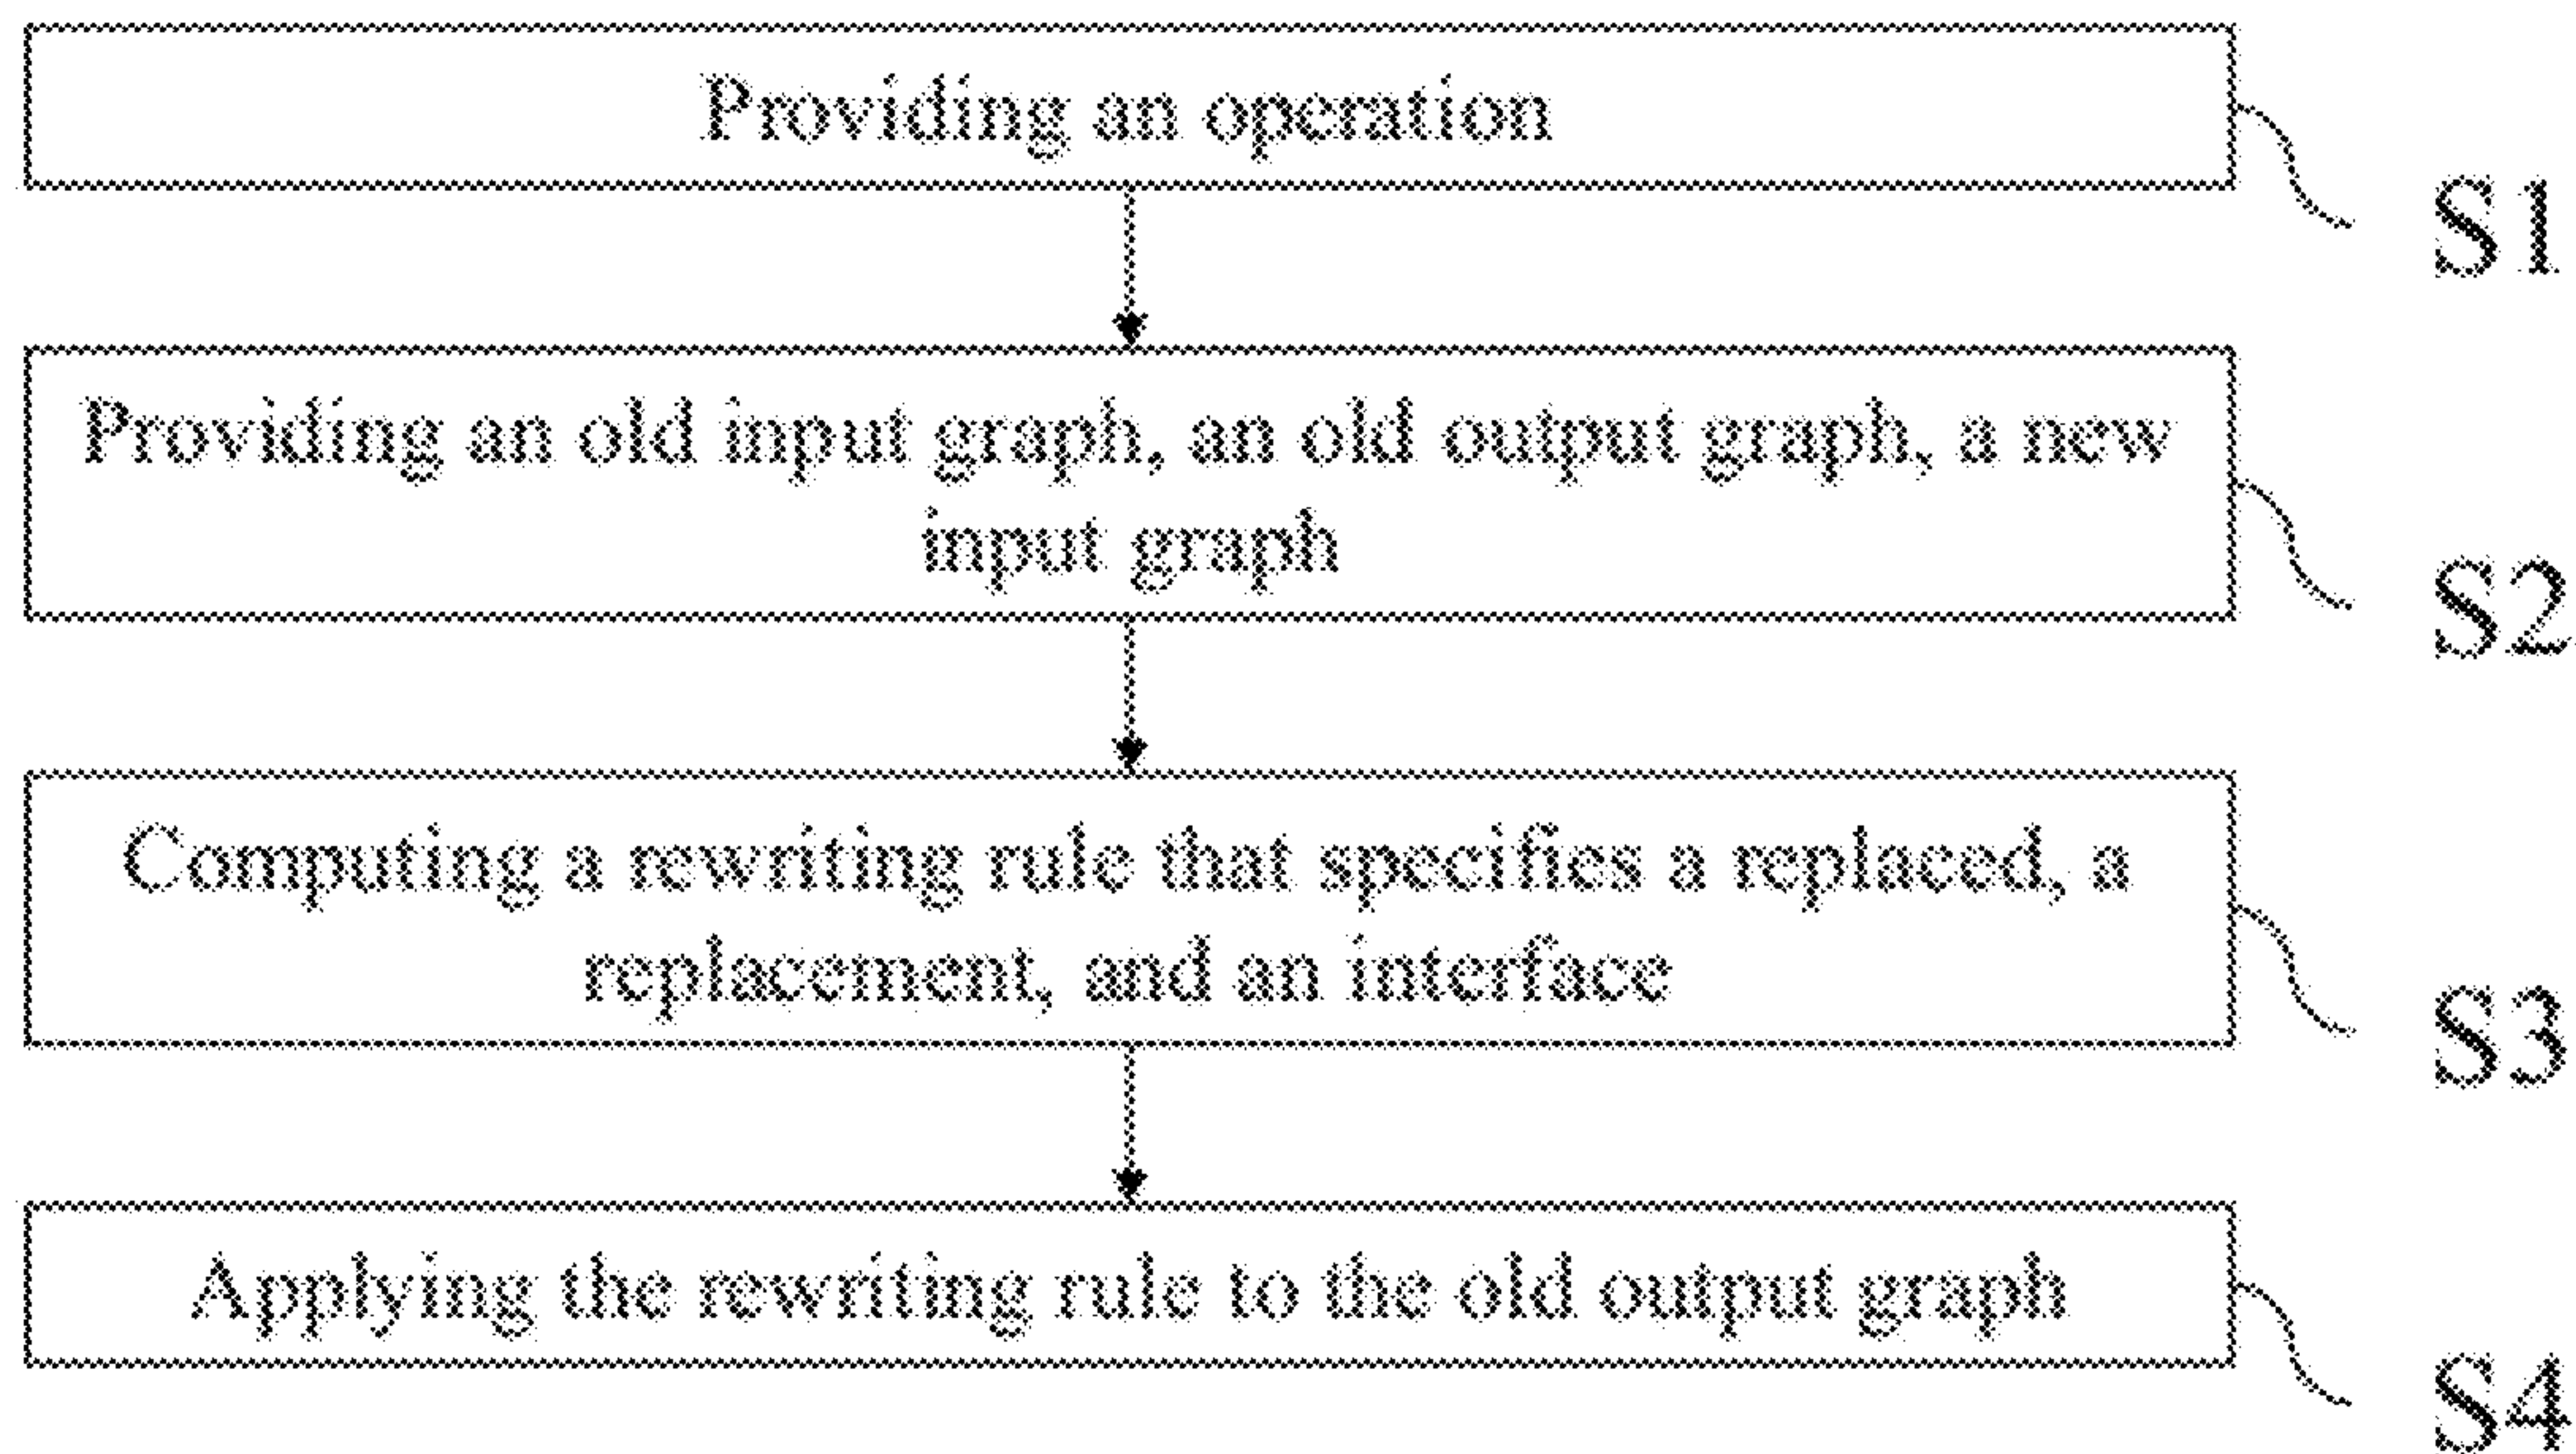 Providing an operation
S1
Providing an old input graph, an old output graph, a new
input graph
S2
Computing a rewriting rule that specifies a replaced, a
replacement, and an interface
S3
Applying the rewriting rule to the old output graph
S4